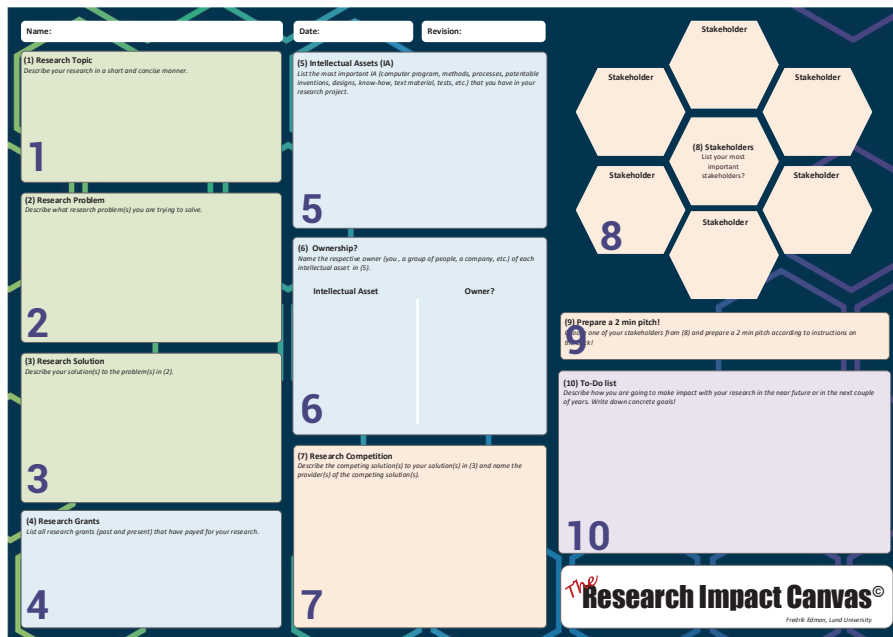 Name:
Date:
Revision:
(1) Research Topic
Describe your research in a short and concise manner.
1
(2) Research Problem
Describe what research problem(s) you are trying to solve.
2
(3) Research Solution
Describe your solution(s) to the problem(s) in (2).
3
(4) Research Grants
List all research grants (past and present) that have payed for your research.
4
(5) Intellectual Assets (IA)
List the most important IA (computer program, methods, processes, patentable
inventions, designs, know-how, text material, tests, etc.) that you have in your
research project.
5
(6) Ownership?
Name the respective owner (you , a group of people, a company, etc.) of each
intellectual asset in (5).
Intellectual Asset
Owner?
6
(7) Research Competition
Describe the competing solution(s) to your solution(s) in (3) and name the
provider(s) of the competing solution(s).
7
Stakeholder
Stakeholder
Stakeholder
(8) Stakeholders
List your most
important
stakeholders?
Stakeholder
Stakeholder
Stakeholder
8
(9) Prepare a 2 min pitch!
one of your stakeholders from (8) and prepare a 2 min pitch according to instructions on
9
(10) To-Do list
Describe how you are going to make impact with your research in the near future or in the next couple
of years. Write down concrete goals!
10
The
Research Impact Canvas©
Fredrik Edman, Lund University